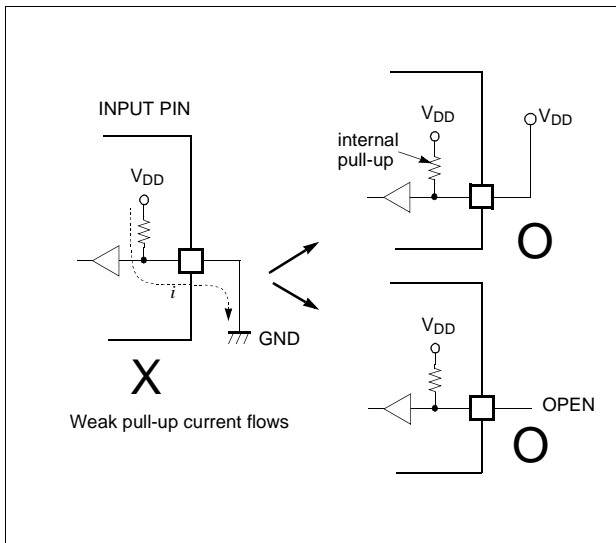 INPUT PIN
VDD
i
GND
X
Weak pull-up current flows
VDD
internal
pull-up
VDD
O
VDD
OPEN
O